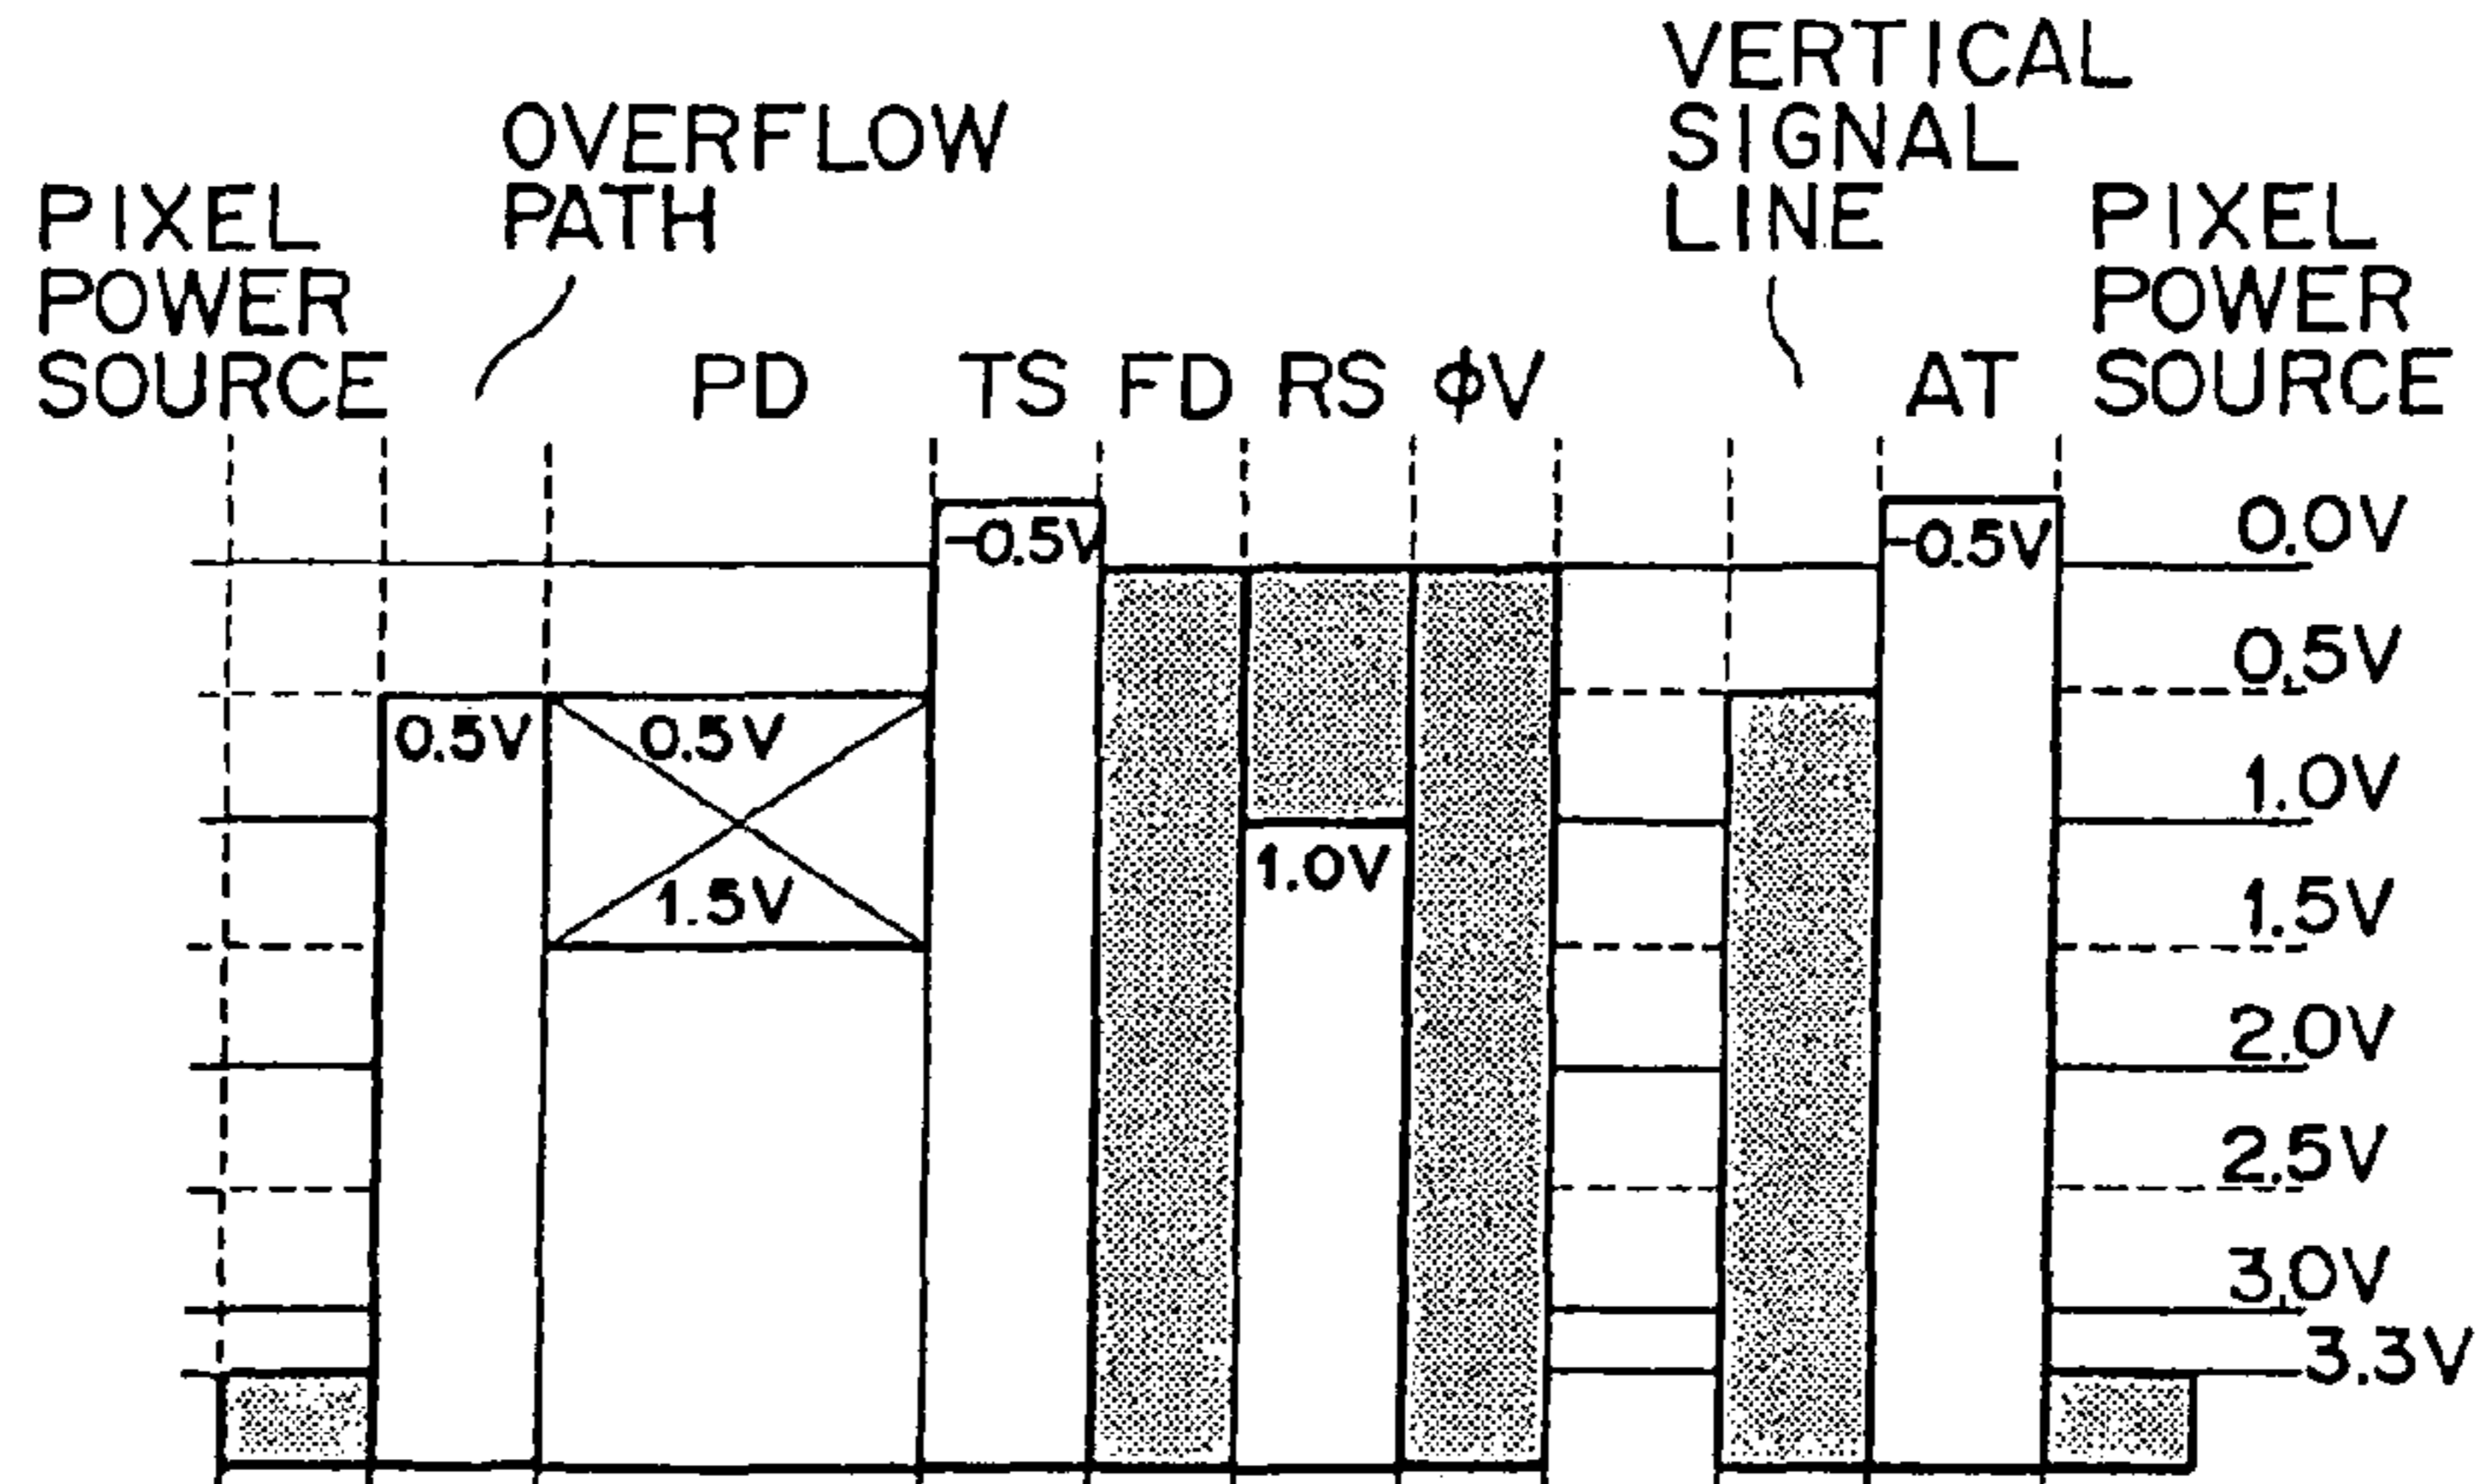 PIXEL
POWER
SOURCE
OVERFLOW
PATH
PD
TS
FD
RS
φV
VERTICAL
SIGNAL
LINE
AT
PIXEL
POWER
SOURCE
-0.5V
-0.5V
0.0V
0.5V
0.5V
0.5V
1.0V
1.0V
1.5V
1.5V
2.0V
2.5V
3.0V
3.3V